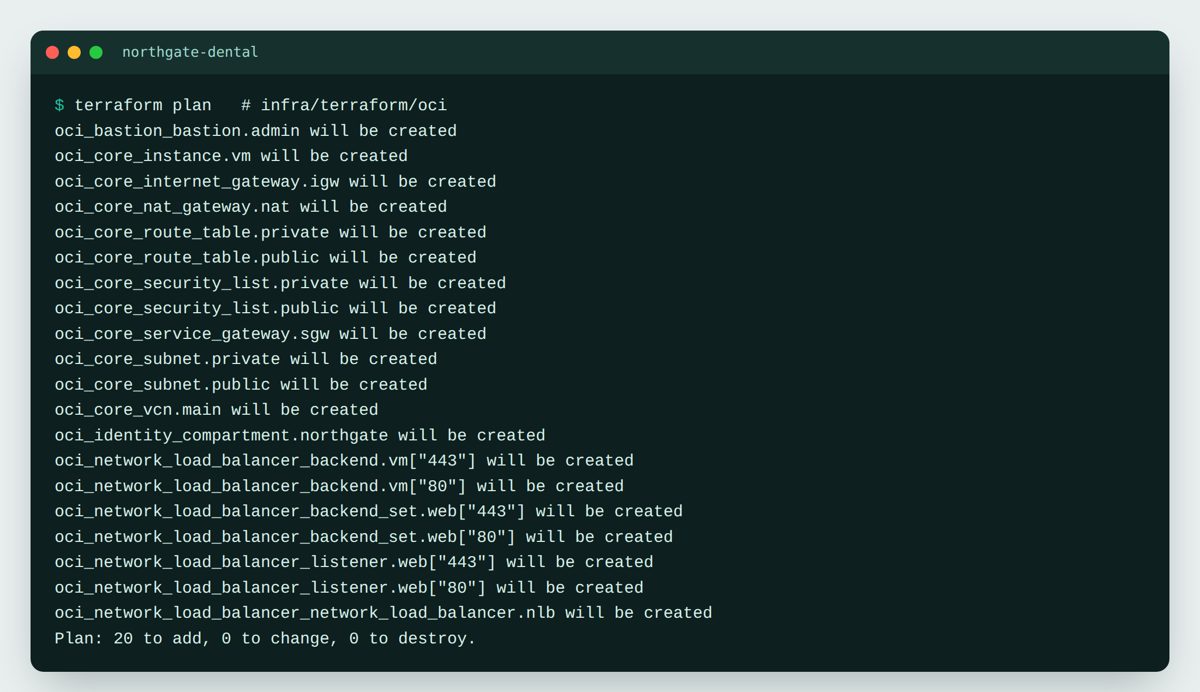 northgate-dental
$ terraform plan   # infra/terraform/oci
oci_bastion_bastion.admin will be created
oci_core_instance.vm will be created
oci_core_internet_gateway.igw will be created
oci_core_nat_gateway.nat will be created
oci_core_route_table.private will be created
oci_core_route_table.public will be created
oci_core_security_list.private will be created
oci_core_security_list.public will be created
oci_core_service_gateway.sgw will be created
oci_core_subnet.private will be created
oci_core_subnet.public will be created
oci_core_vcn.main will be created
oci_identity_compartment.northgate will be created
oci_network_load_balancer_backend.vm["443"] will be created
oci_network_load_balancer_backend.vm["80"] will be created
oci_network_load_balancer_backend_set.web["443"] will be created
oci_network_load_balancer_backend_set.web["80"] will be created
oci_network_load_balancer_listener.web["443"] will be created
oci_network_load_balancer_listener.web["80"] will be created
oci_network_load_balancer_network_load_balancer.nlb will be created
Plan: 20 to add, 0 to change, 0 to destroy.